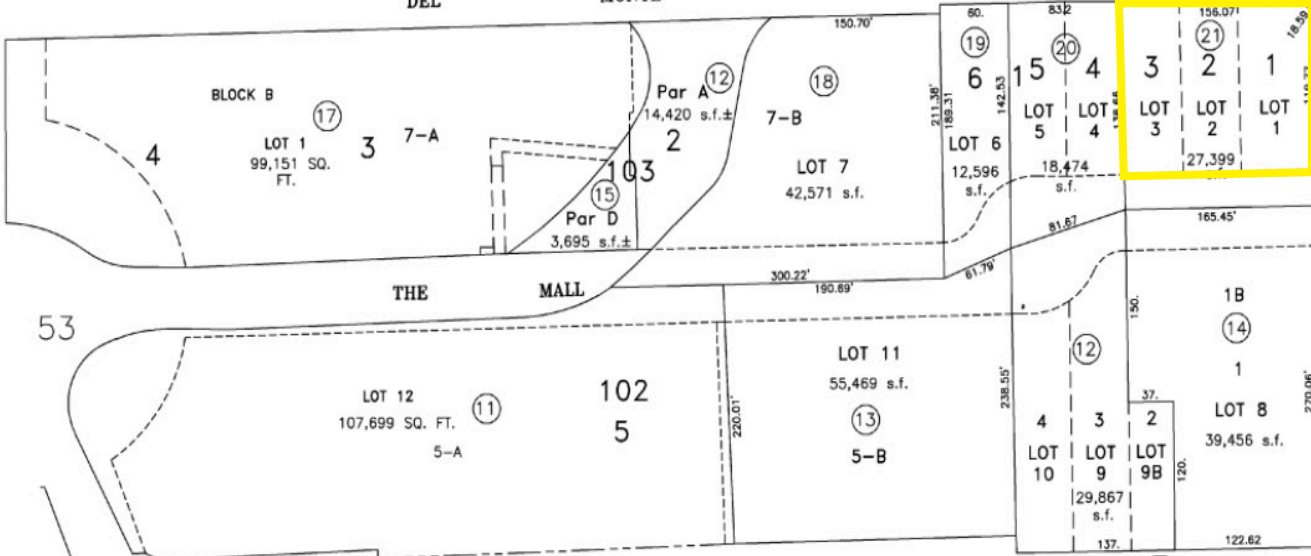 DEL
BLOCK B
17
LOT 1
99,151 SQ.
FT.
3
7-A
4
12
Par A
14,420 s.f.±
2
103
15
Par D
3,695 s.f.±
150.70'
18
7-B
LOT 7
42,571 s.f.
211.38'
189.31
60.
19
6
LOT 6
12,596
s.f.
142.53
83.2
20
15
4
LOT
5
LOT
4
18,474
s.f.
156.07'
18.59
21
3
2
1
LOT
3
LOT
2
LOT
1
27,399
THE MALL
53
300.22'
190.69'
61.79'
81.67
165.45'
LOT 12
107,699 SQ. FT.
11
5-A
102
5
220.01'
LOT 11
55,469 s.f.
13
5-B
238.55'
12
4
LOT
10
3
LOT
9
29,867
s.f.
137.
150.
37.
2
LOT
9B
120.
1B
14
1
LOT 8
39,456 s.f.
270.06'
122.62